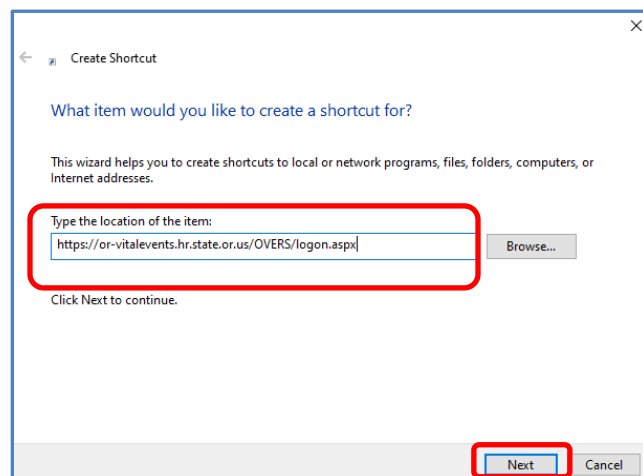 Create Shortcut
What item would you like to create a shortcut for?
This wizard helps you to create shortcuts to local or network programs, files, folders, computers, or
Internet addresses.
Type the location of the item:
https://or-vitalevents.hr.state.or.us/OVERS/logon.aspx
Browse...
Click Next to continue.
Next
Cancel